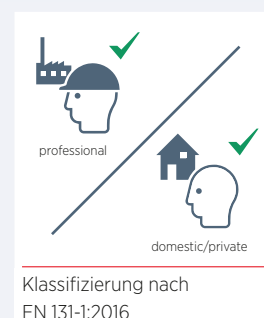 professional
domestic/private
Klassifizierung nach
EN 131-1:2016